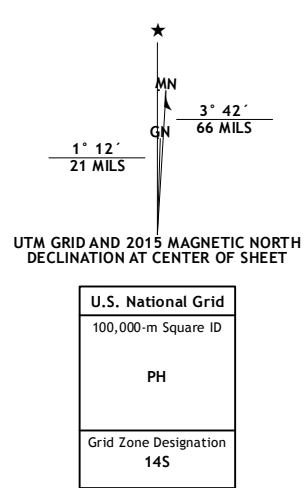 ★
MN
3° 42´
66 MILS
GN
1° 12´
21 MILS
UTM GRID AND 2015 MAGNETIC NORTH
DECLINATION AT CENTER OF SHEET
U.S. National Grid
100,000-m Square ID
PH
Grid Zone Designation
14S